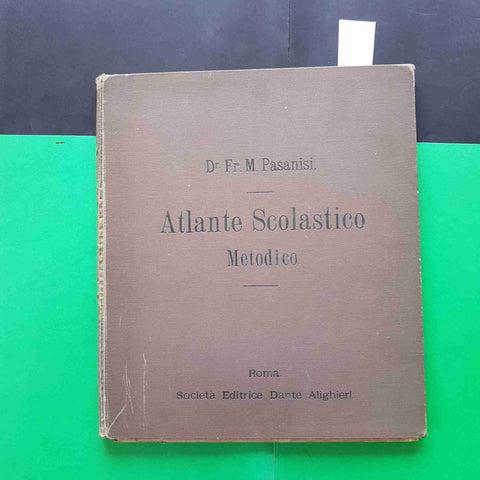 Dr. Fr. M. Pasanisi.
Atlante Scolastico
Metodico
Roma.
Società Editrice Dante Alighieri